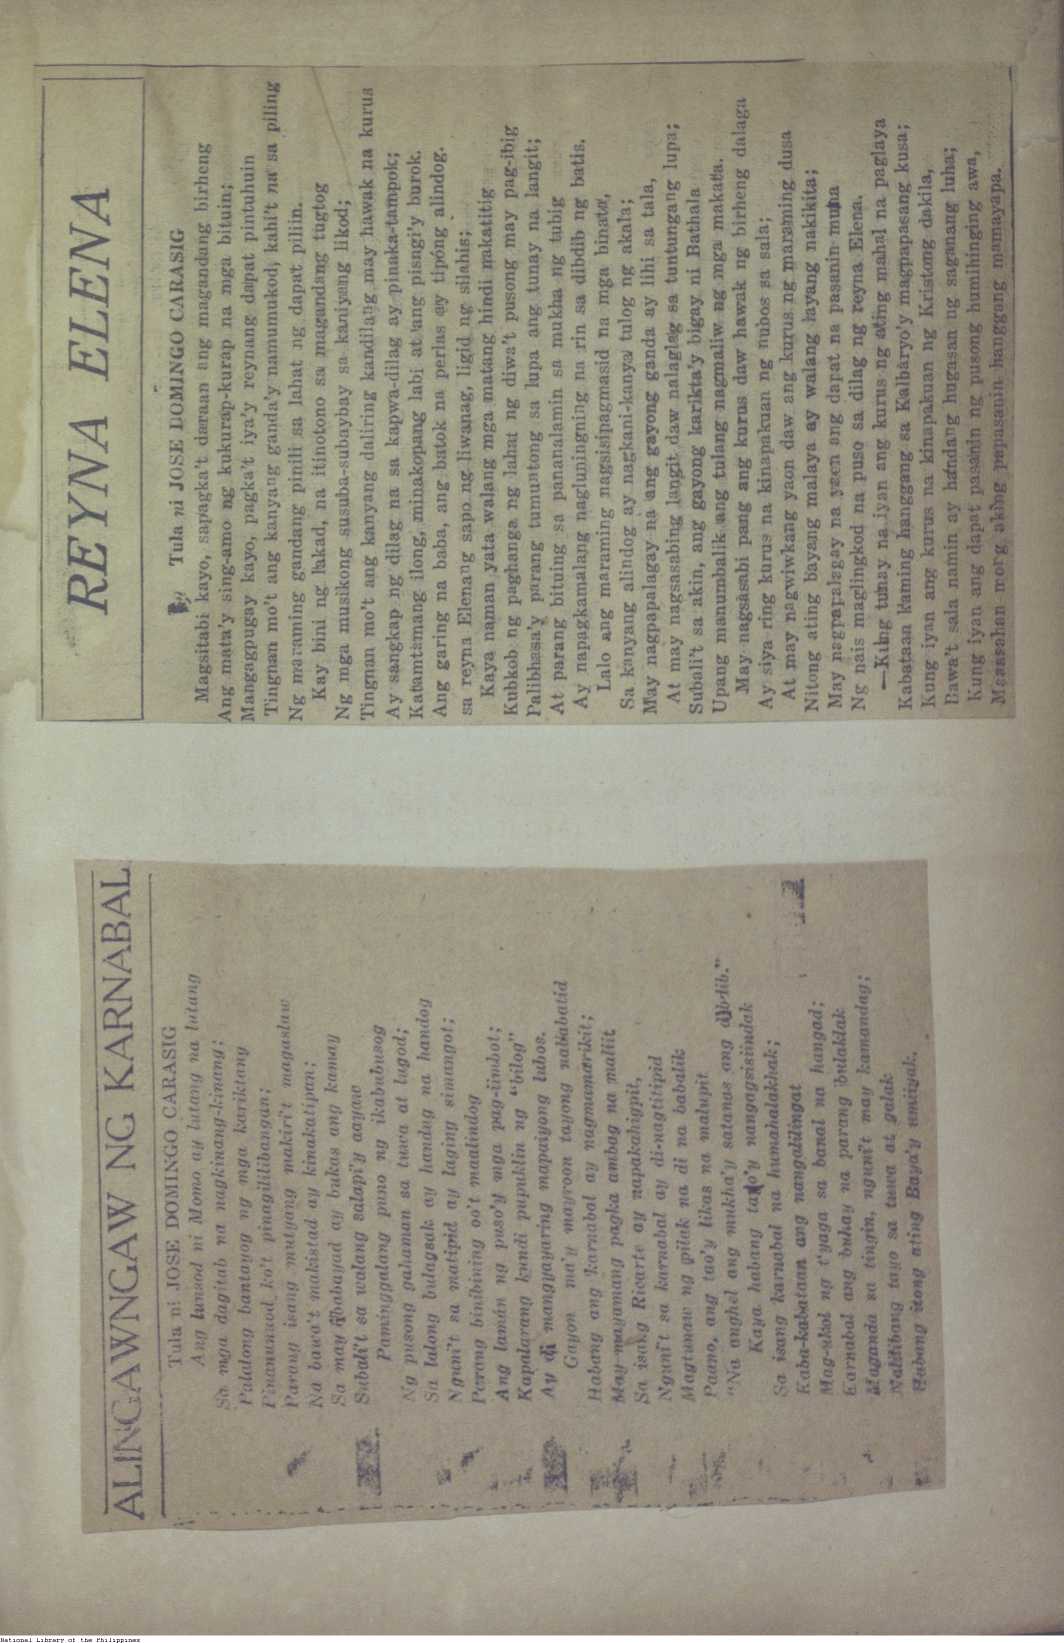 ALINGAWNGAW NG KARNABAL
Tula ni JOSE DOMINGO CARASIG
Ang lunood ni Momo ay lutang na lutang
Sa mga dagitab na nagkinang-kinang;
Palalong bantayog ng mga kariktang
Pinanunuod ko't pinaglilibangan;
Parang isang mutyang makiri't magaslaw
Na bawa't makistad ay kinakatipan;
Sa may ibabayad ay bukas ang kamay
Subali't sa walang salapi'y aayaw
Paminggalang puno ng ikabubusog
Ng pusong gahaman sa tuwa at lugod;
Sa lalong bulagsak ay handug na handog
Nguni't sa matipid ay laging simangot;
Perang binibining oo't maalindog
Ang lamán ng puso'y mga pag-iimbot;
Kapalarang kundi pupuklin ng "bilog"
Ay di mangyayaring mapaiyong lubos.
Gayon ma'y mayroon tayong nababatid
Habang ang karnabal ay nagmamarikit;
May mayamang pagka ambag na maliit
Sa isang Ricarte ay napakahigpit,
Nguni't sa karnabal ay di-nagtitipid
Magtunaw ng pilak na di na babalik
Paano, ang tao'y likas na malupit
"Na anghel ang mukha'y satanas ang dibdib."
Kaya habang tao'y nangagsisiindak
Sa isang karnabal na humahalakhak;
Kaba-kabataan ang nangalilingat
Mag-ukol ng t'yaga sa banal na hangad;
Karnabal ang buhay na parang bulaklak
Maganda sa tingin, nguni't may kamandag;
Nalilibang tayo sa tuwa at galak
Habang itong ating Baya'y umiiyak.
REYNA ELENA
Tula ni JOSE DOMINGO CARASIG
Magsitabi kayo, sapagka't daraan ang magandang birheng
Ang mata'y sing-amo ng kukurap-kurap na mga bituin;
Mangagpugay kayo, pagka't iya'y reynang dapat pintuhuin
Tingnan mo't ang kanyang ganda'y namumukod, kahi't na sa piling
Ng maraming gandang pinili sa lahat ng dapat piliin.
Kay bini ng lakad, na itinotono sa magandang tugtog
Ng mga musikong susuba-subaybay sa kaniyang likod;
Tingnan mo't ang kanyang daliring kandilang may hawak na kurus
Ay sangkap ng dilag na sa kapwa-dilag ay pinaka-tampok;
Katamtamang ilong, minakopang labi at ang pisngi'y burok.
Ang garing na baba, ang batok na perlas ay tipóng alindog.
sa reyna Elenang sapo ng liwanag, ligid ng silahis;
Kaya naman yata walang mga matang hindi nakatitig
Kubkob ng paghanga ng lahat ng diwa't pusong may pag-ibig
Palibhasa'y parang tumuntong sa lupa ang tunay na langit;
At parang bituing sa pananalamin sa mukha ng tubig
Ay napagkamalang nagluningning na rin sa dibdib ng batis.
Lalo ang maraming nagsisipagmasid na mga binata,
Sa kanyang alindog ay nagkani-kanya tulog ng akala;
May nagpapalagay na ang gayong ganda ay lihi sa tala,
At may nagsasabing langit daw nalaglag sa tuntungang lupa;
Subali't sa akin, ang gayong karikta'y bigay ni Bathala
Upang manumbalik ang tulang nagmaliw ng mga makata.
May nagsasabi pang ang kurus daw hawak ng birheng dalaga
Ay siya ring kurus na kinapakuan ng nubos sa sala;
At may nagwiwkang yaon daw ang kurus ng maraming dusa
Nitong ating bayang malaya ay walang layang nakikita;
May nagpapalagay na yaon ang dapat na pasanin muna
Ng nais maglingkod na puso sa dilag ng reyna Elena.
—Kung tunay na iyan ang kurus ng ating mahal na paglaya
Kabataan kaming hanggang sa Kalbaryo'y magpapasang kusa;
Kung iyan ang kurus na kinapakuan ng Kristong dakila,
Bawa't sala namin ay handang hugasan ng saganang luha;
Kung iyan ang dapat pasanin ng pusong humihinging awa,
Maaasahan mong aking papasanin hanggang mamayapa.
National Library of the Philippines